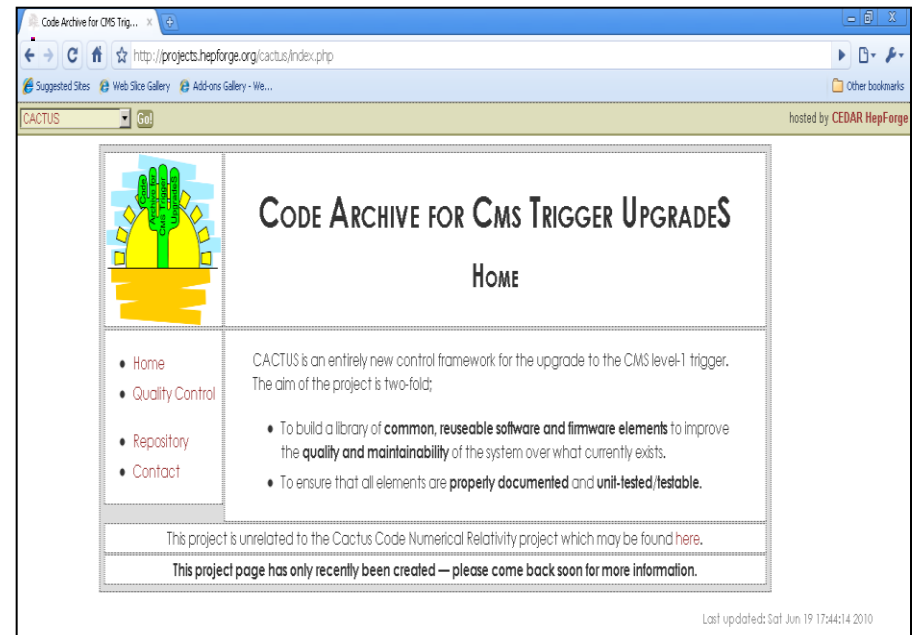 Code Archive for CMS Trig...
http://projects.hepforge.org/cactus/index.php
Suggested Sites Web Slice Gallery Add-ons Gallery - We... Other bookmarks
CACTUS Go! hosted by CEDAR HepForge
Code
Archive for
CMS Trigger
UpgradeS
CODE ARCHIVE FOR CMS TRIGGER UPGRADES
HOME
Home
Quality Control
Repository
Contact
CACTUS is an entirely new control framework for the upgrade to the CMS level-1 trigger.
The aim of the project is two-fold;
To build a library of common, reuseable software and firmware elements to improve
the quality and maintainability of the system over what currently exists.
To ensure that all elements are properly documented and unit-tested/testable.
This project is unrelated to the Cactus Code Numerical Relativity project which may be found here.
This project page has only recently been created — please come back soon for more information.
Last updated: Sat Jun 19 17:44:14 2010